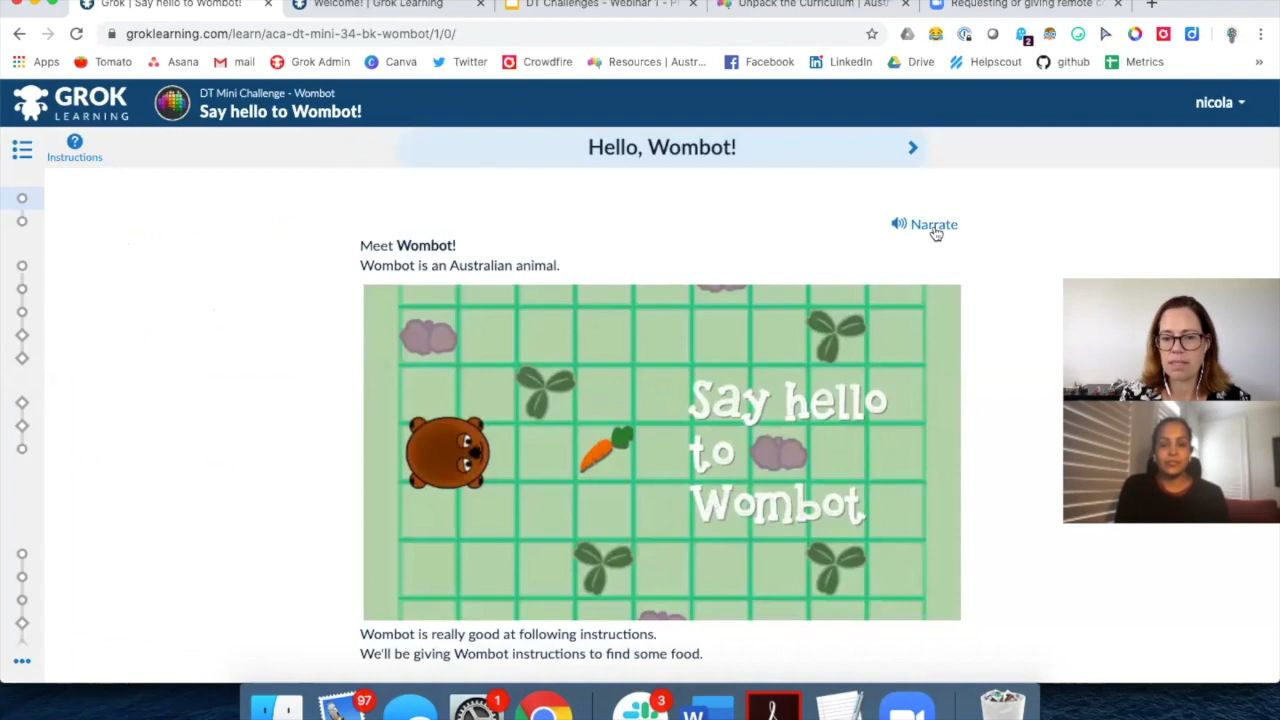 Grok | Say hello to Wombot!
Welcome! | Grok Learning
DT Challenges - Webinar 1 - P
Unpack the Curriculum | Aust
Requesting or giving remote c
groklearning.com/learn/aca-dt-mini-34-bk-wombot/1/0/
2
Apps Tomato Asana mail Grok Admin Canva Twitter Crowdfire Resources | Austr... Facebook LinkedIn Drive Helpscout github Metrics »
GROK
LEARNING
DT Mini Challenge - Wombot
Say hello to Wombot!
nicola
Instructions
Hello, Wombot!
Narrate
Meet Wombot!
Wombot is an Australian animal.
Say hello
to
Wombot
Wombot is really good at following instructions.
We'll be giving Wombot instructions to find some food.
97
1
3
W